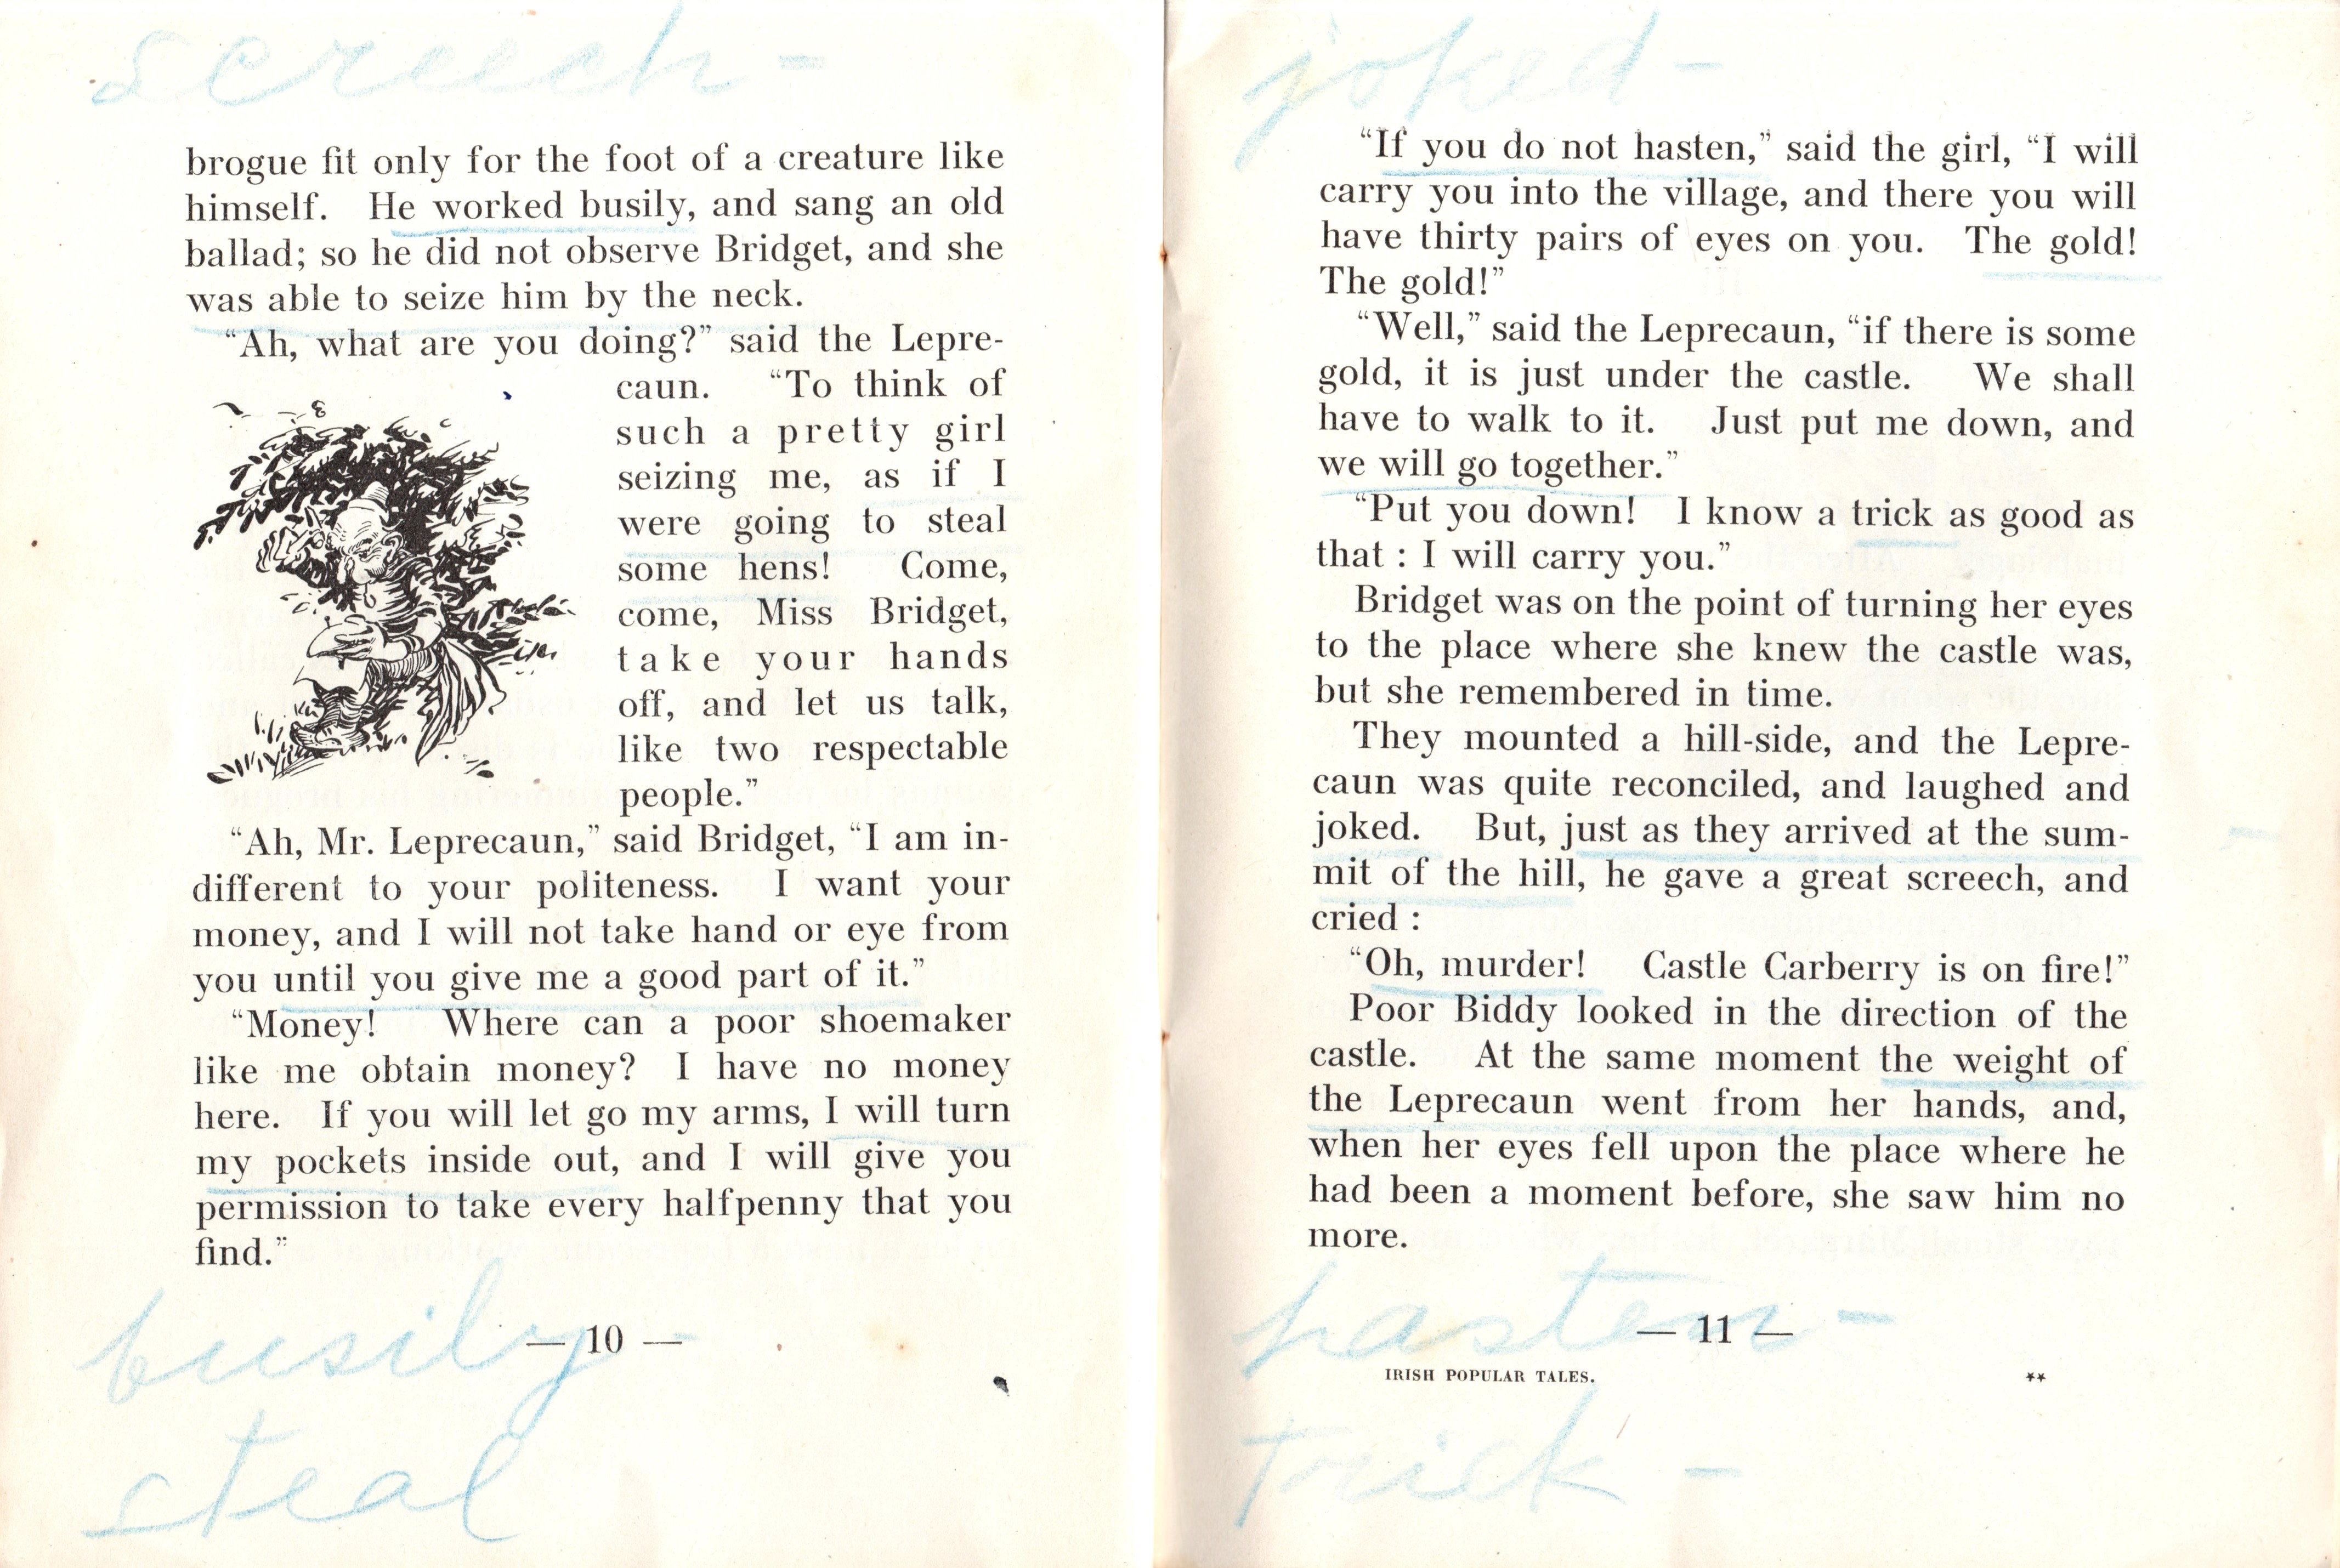 screech -
brogue fit only for the foot of a creature like
himself. He worked busily, and sang an old
ballad; so he did not observe Bridget, and she
was able to seize him by the neck.
“Ah, what are you doing?” said the Lepre-
caun. “To think of
such a pretty girl
seizing me, as if I
were going to steal
some hens! Come,
come, Miss Bridget,
take your hands
off, and let us talk,
like two respectable
people.”
“Ah, Mr. Leprecaun,” said Bridget, “I am in-
different to your politeness. I want your
money, and I will not take hand or eye from
you until you give me a good part of it.”
“Money! Where can a poor shoemaker
like me obtain money? I have no money
here. If you will let go my arms, I will turn
my pockets inside out, and I will give you
permission to take every halfpenny that you
find.”
busily -
— 10 —
steal
joked -
“If you do not hasten,” said the girl, “I will
carry you into the village, and there you will
have thirty pairs of eyes on you. The gold!
The gold!”
“Well,” said the Leprecaun, “if there is some
gold, it is just under the castle. We shall
have to walk to it. Just put me down, and
we will go together.”
“Put you down! I know a trick as good as
that : I will carry you.”
Bridget was on the point of turning her eyes
to the place where she knew the castle was,
but she remembered in time.
They mounted a hill-side, and the Lepre-
caun was quite reconciled, and laughed and
joked. But, just as they arrived at the sum-
mit of the hill, he gave a great screech, and
cried :
“Oh, murder! Castle Carberry is on fire!”
Poor Biddy looked in the direction of the
castle. At the same moment the weight of
the Leprecaun went from her hands, and,
when her eyes fell upon the place where he
had been a moment before, she saw him no
more.
hasten -
— 11 —
IRISH POPULAR TALES. **
trick -